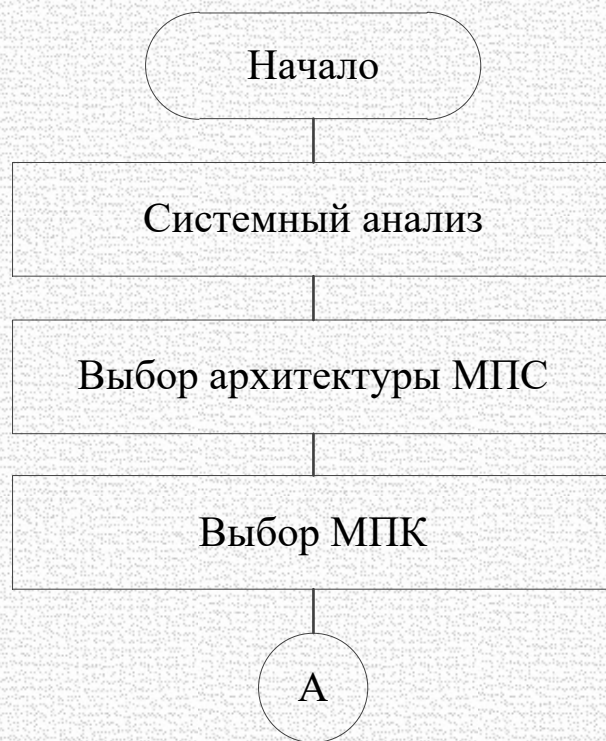 Начало
Системный анализ
Выбор архитектуры МПС
Выбор МПК
А